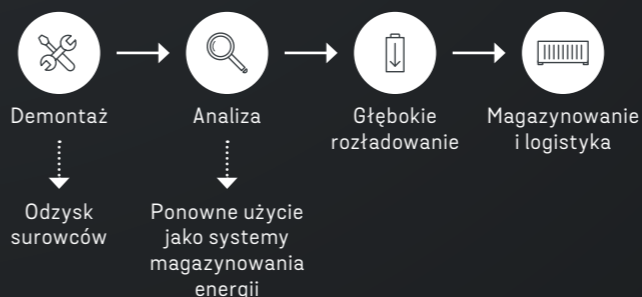 Demontaż
Analiza
Głębokie
rozładowanie
Magazynowanie
i logistyka
Odzysk
surowców
Ponowne użycie
jako systemy
magazynowania
energii